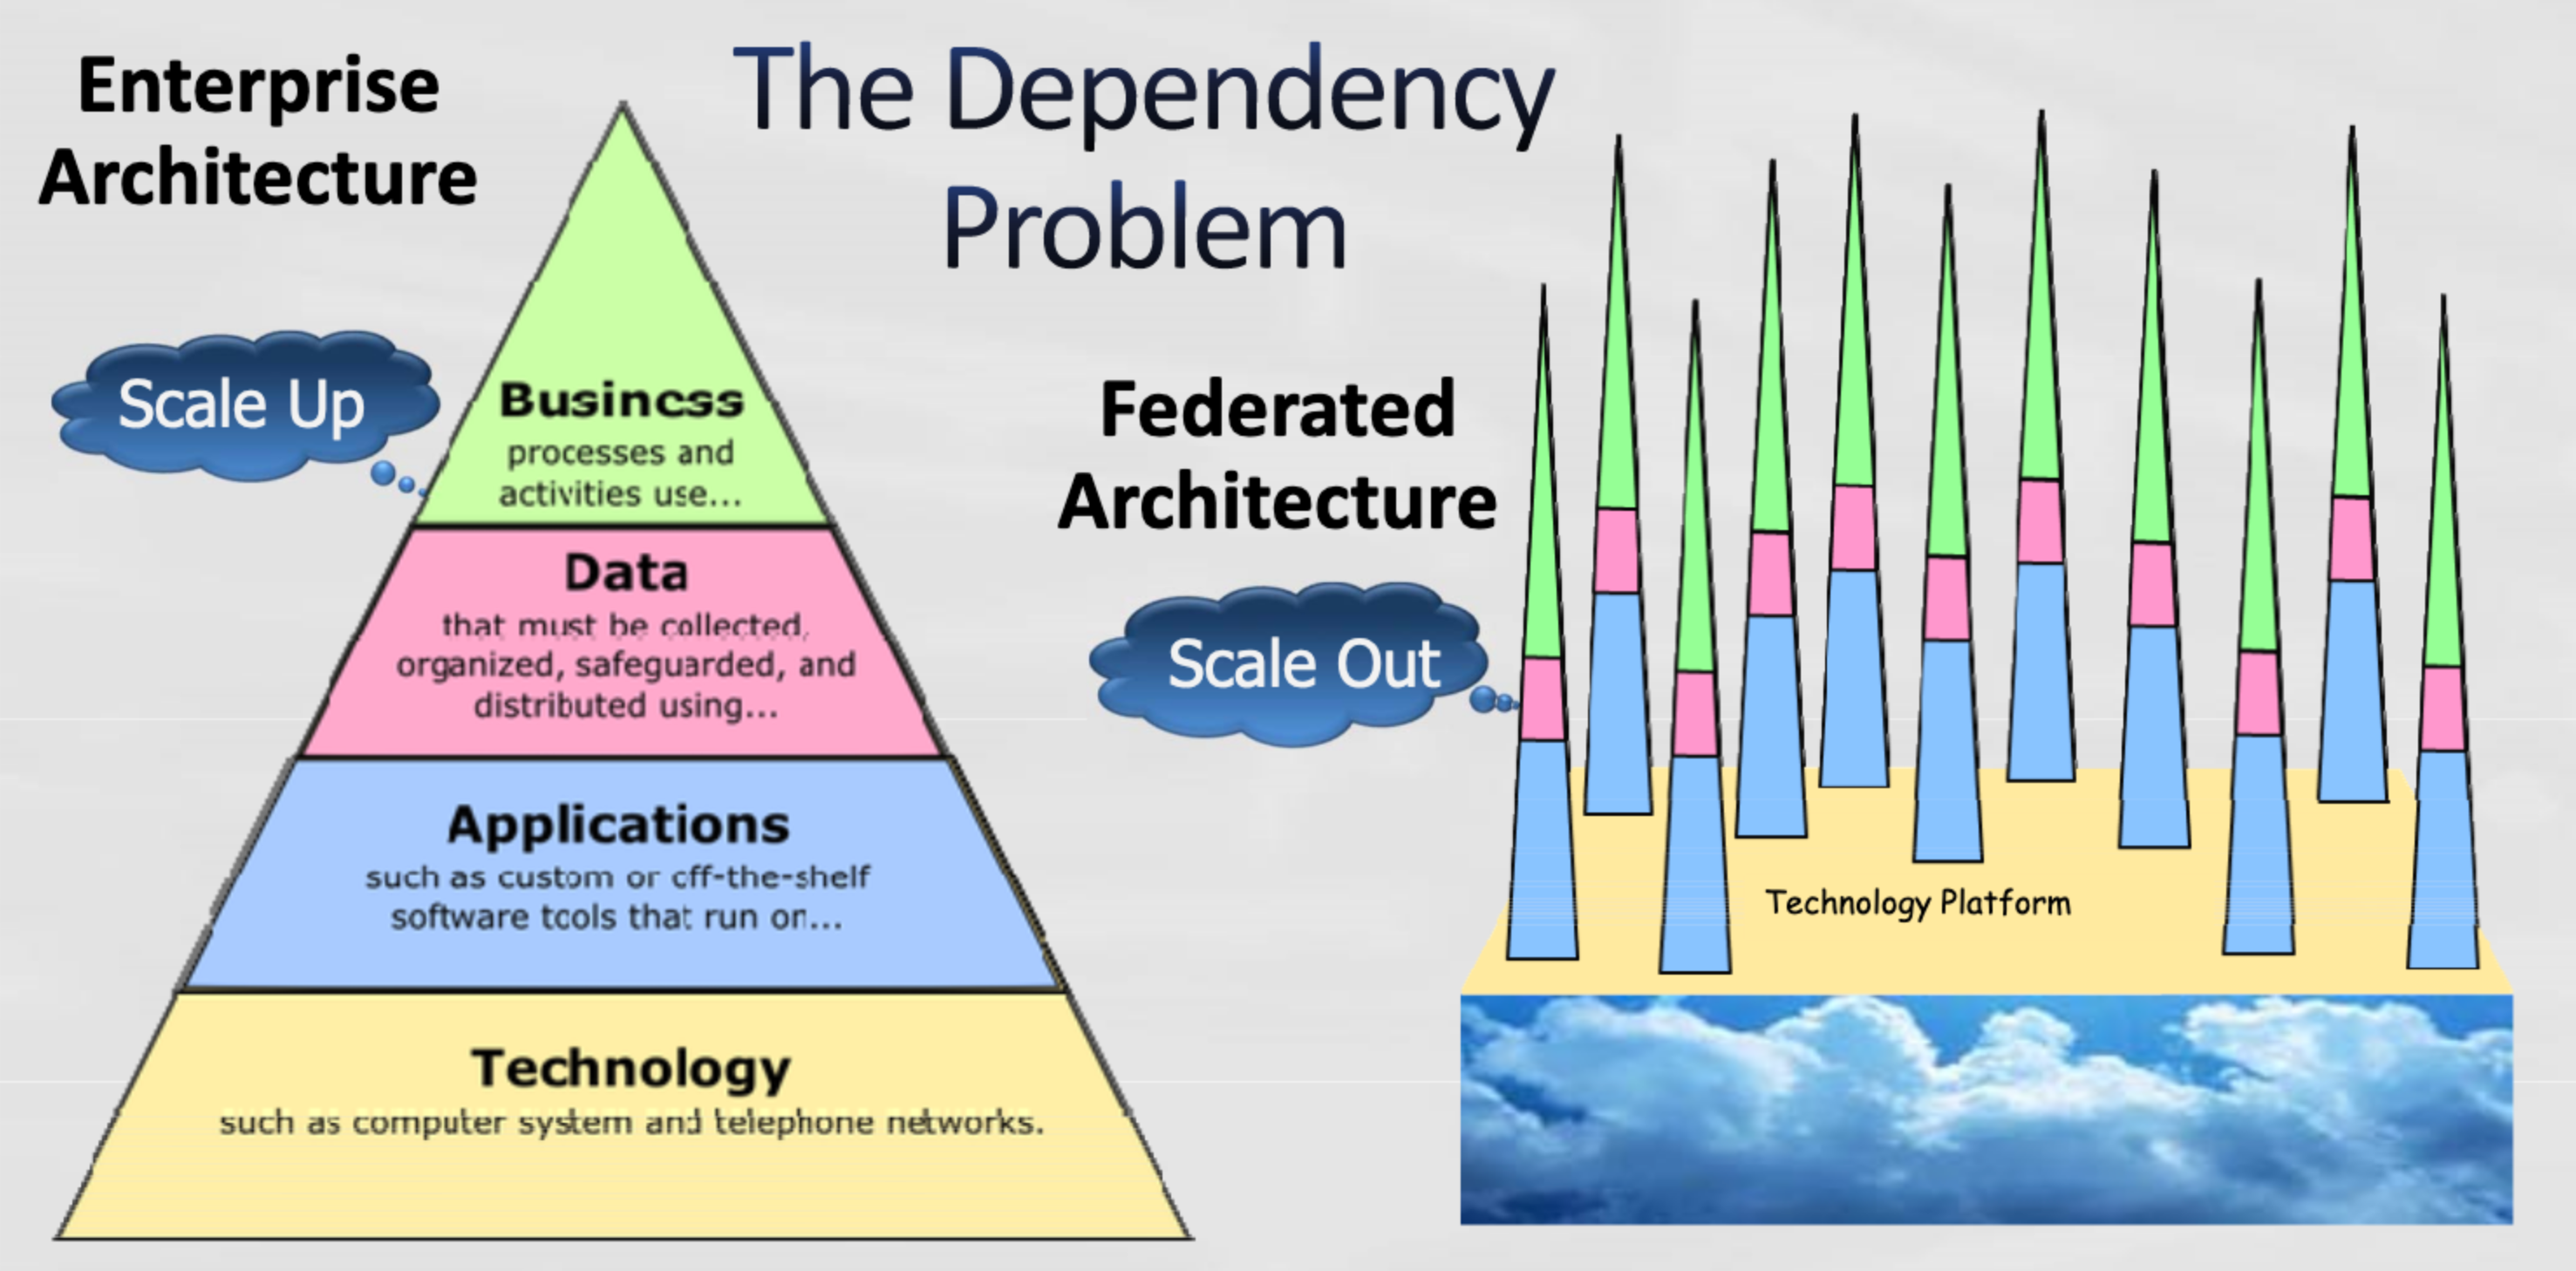 Enterprise
Architecture
The Dependency
Problem
Scale Up
Business
processes and
activities use...
Data
that must be collected,
organized, safeguarded, and
distributed using...
Applications
such as custom or off-the-shelf
software tools that run on...
Technology
such as computer system and telephone networks.
Federated
Architecture
Scale Out
Technology Platform